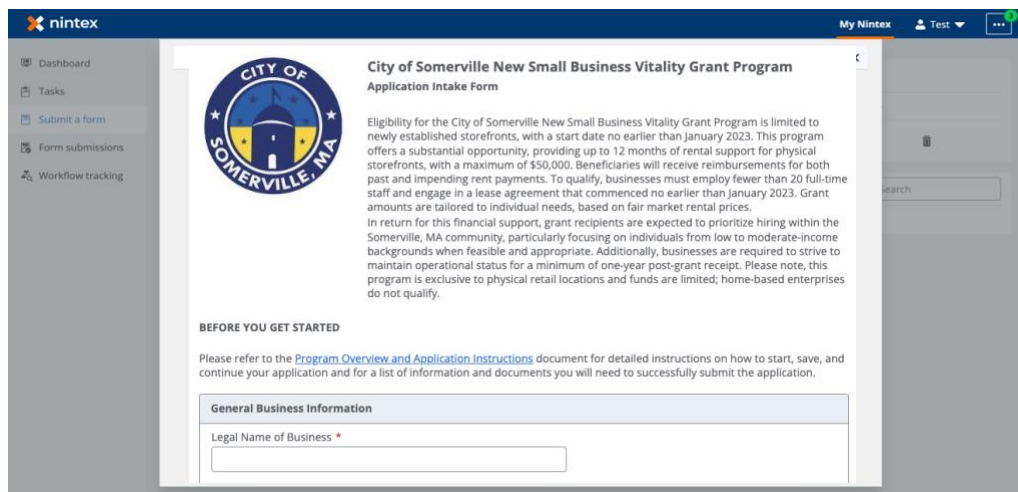 nintex
My Nintex
Test
3
Dashboard
Tasks
Submit a form
Form submissions
Workflow tracking
Search
CITY OF
SOMERVILLE, MA
City of Somerville New Small Business Vitality Grant Program
Application Intake Form
Eligibility for the City of Somerville New Small Business Vitality Grant Program is limited to
newly established storefronts, with a start date no earlier than January 2023. This program
offers a substantial opportunity, providing up to 12 months of rental support for physical
storefronts, with a maximum of $50,000. Beneficiaries will receive reimbursements for both
past and impending rent payments. To qualify, businesses must employ fewer than 20 full-time
staff and engage in a lease agreement that commenced no earlier than January 2023. Grant
amounts are tailored to individual needs, based on fair market rental prices.
In return for this financial support, grant recipients are expected to prioritize hiring within the
Somerville, MA community, particularly focusing on individuals from low to moderate-income
backgrounds when feasible and appropriate. Additionally, businesses are required to strive to
maintain operational status for a minimum of one-year post-grant receipt. Please note, this
program is exclusive to physical retail locations and funds are limited; home-based enterprises
do not qualify.
BEFORE YOU GET STARTED
Please refer to the Program Overview and Application Instructions document for detailed instructions on how to start, save, and
continue your application and for a list of information and documents you will need to successfully submit the application.
General Business Information
Legal Name of Business *